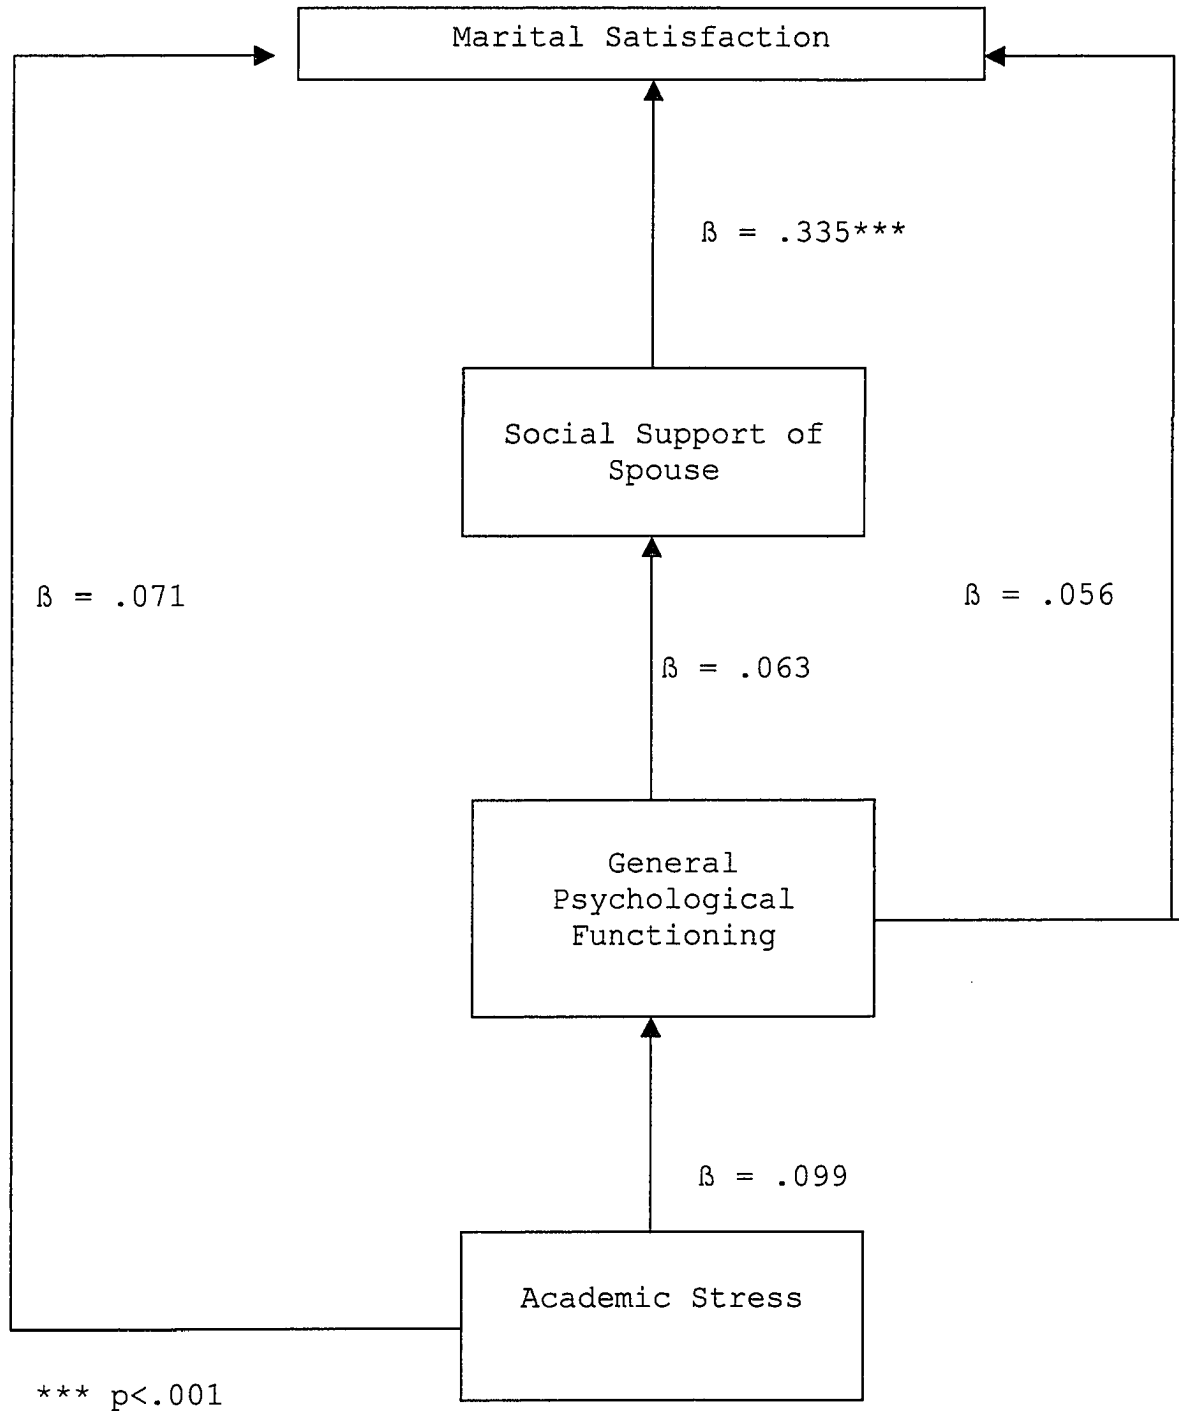 Marital Satisfaction
ß = .335***
Social Support of
Spouse
ß = .071
ß = .056
ß = .063
General
Psychological
Functioning
ß = .099
Academic Stress
*** p<.001